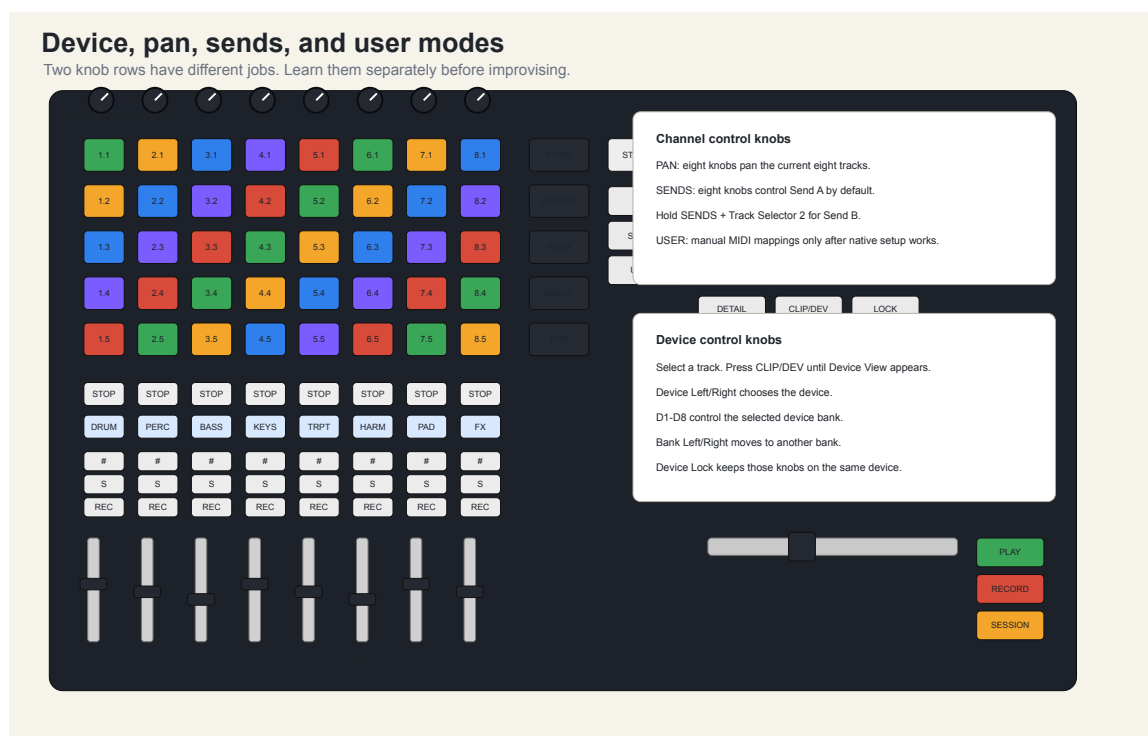 Device, pan, sends, and user modes
Two knob rows have different jobs. Learn them separately before improvising.
1.1 2.1 3.1 4.1 5.1 6.1 7.1 8.1
1.2 2.2 3.2 4.2 5.2 6.2 7.2 8.2
1.3 2.3 3.3 4.3 5.3 6.3 7.3 8.3
1.4 2.4 3.4 4.4 5.4 6.4 7.4 8.4
1.5 2.5 3.5 4.5 5.5 6.5 7.5 8.5
STOP STOP STOP STOP STOP STOP STOP STOP
DRUM PERC BASS KEYS TRPT HARM PAD FX
# # # # # # # #
S S S S S S S S
REC REC REC REC REC REC REC REC
Channel control knobs
PAN: eight knobs pan the current eight tracks.
SENDS: eight knobs control Send A by default.
Hold SENDS + Track Selector 2 for Send B.
USER: manual MIDI mappings only after native setup works.
DETAIL CLIP/DEV LOCK
Device control knobs
Select a track. Press CLIP/DEV until Device View appears.
Device Left/Right chooses the device.
D1-D8 control the selected device bank.
Bank Left/Right moves to another bank.
Device Lock keeps those knobs on the same device.
PLAY
RECORD
SESSION